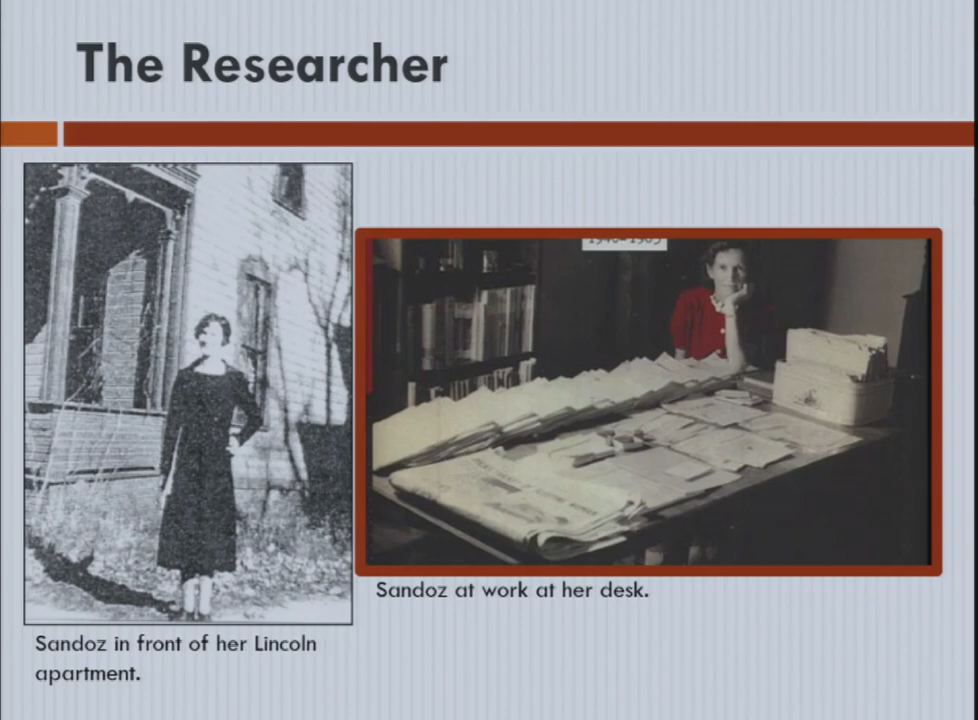 The Researcher
Sandoz at work at her desk.
Sandoz in front of her Lincoln
apartment.